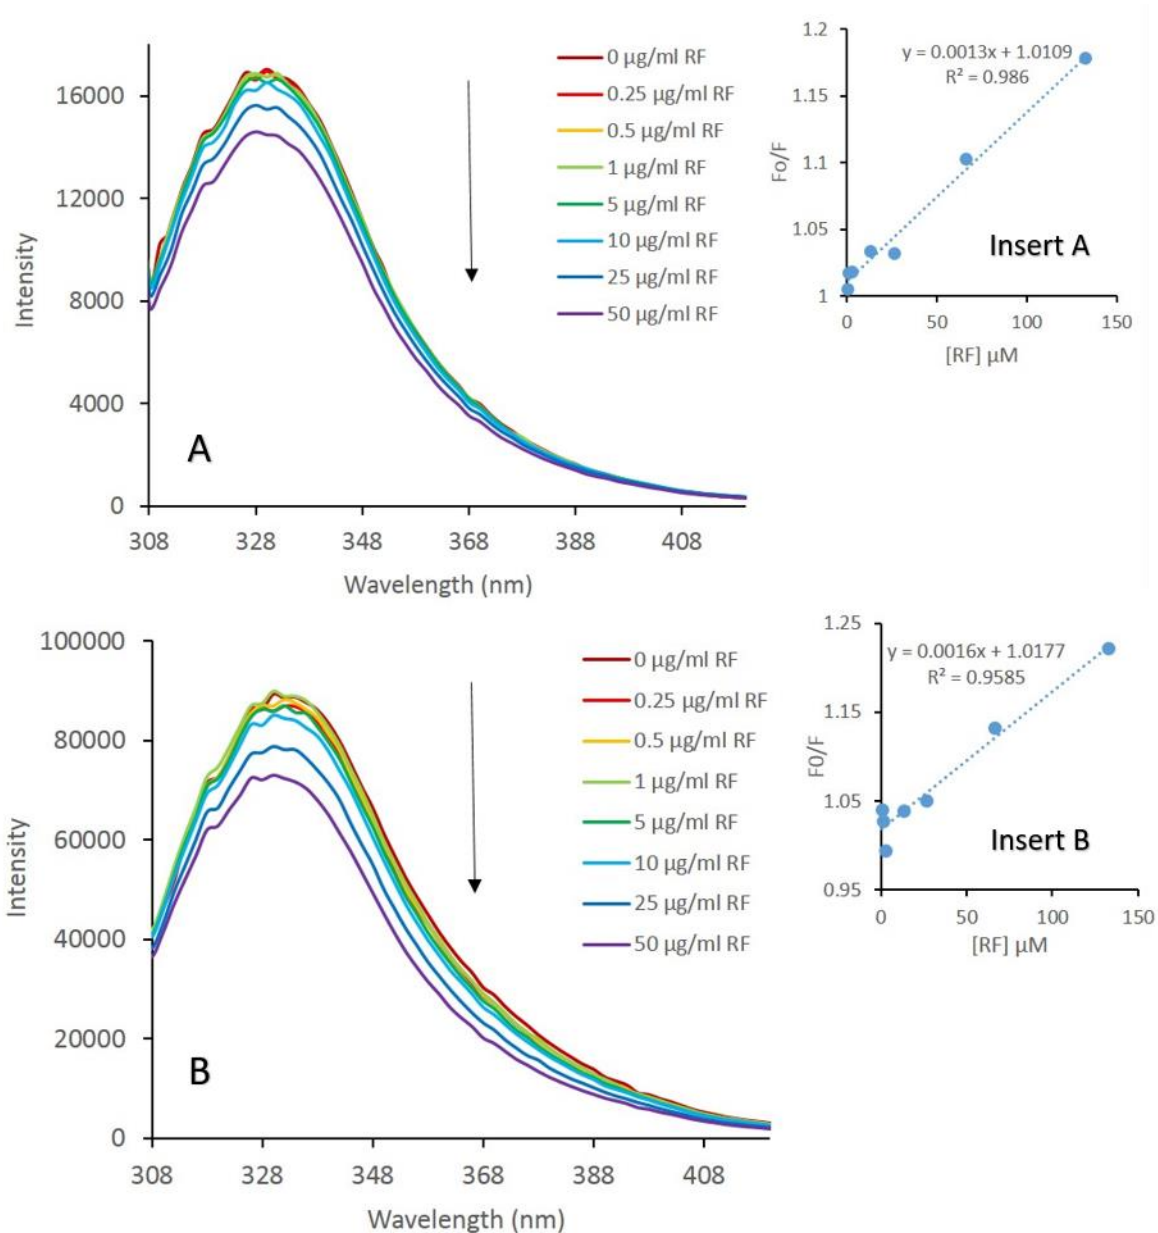 16000
12000
8000
4000
0
Intensity
308 328 348 368 388 408
Wavelength (nm)
A
0 µg/ml RF
0.25 µg/ml RF
0.5 µg/ml RF
1 µg/ml RF
5 µg/ml RF
10 µg/ml RF
25 µg/ml RF
50 µg/ml RF
1.2
1.15
1.1
1.05
1
Fo/F
y = 0.0013x + 1.0109
R² = 0.986
Insert A
0 50 100 150
[RF] µM
100000
80000
60000
40000
20000
0
Intensity
308 328 348 368 388 408
Wavelength (nm)
B
0 µg/ml RF
0.25 µg/ml RF
0.5 µg/ml RF
1 µg/ml RF
5 µg/ml RF
10 µg/ml RF
25 µg/ml RF
50 µg/ml RF
1.25
1.15
1.05
0.95
F0/F
y = 0.0016x + 1.0177
R² = 0.9585
Insert B
0 50 100 150
[RF] µM